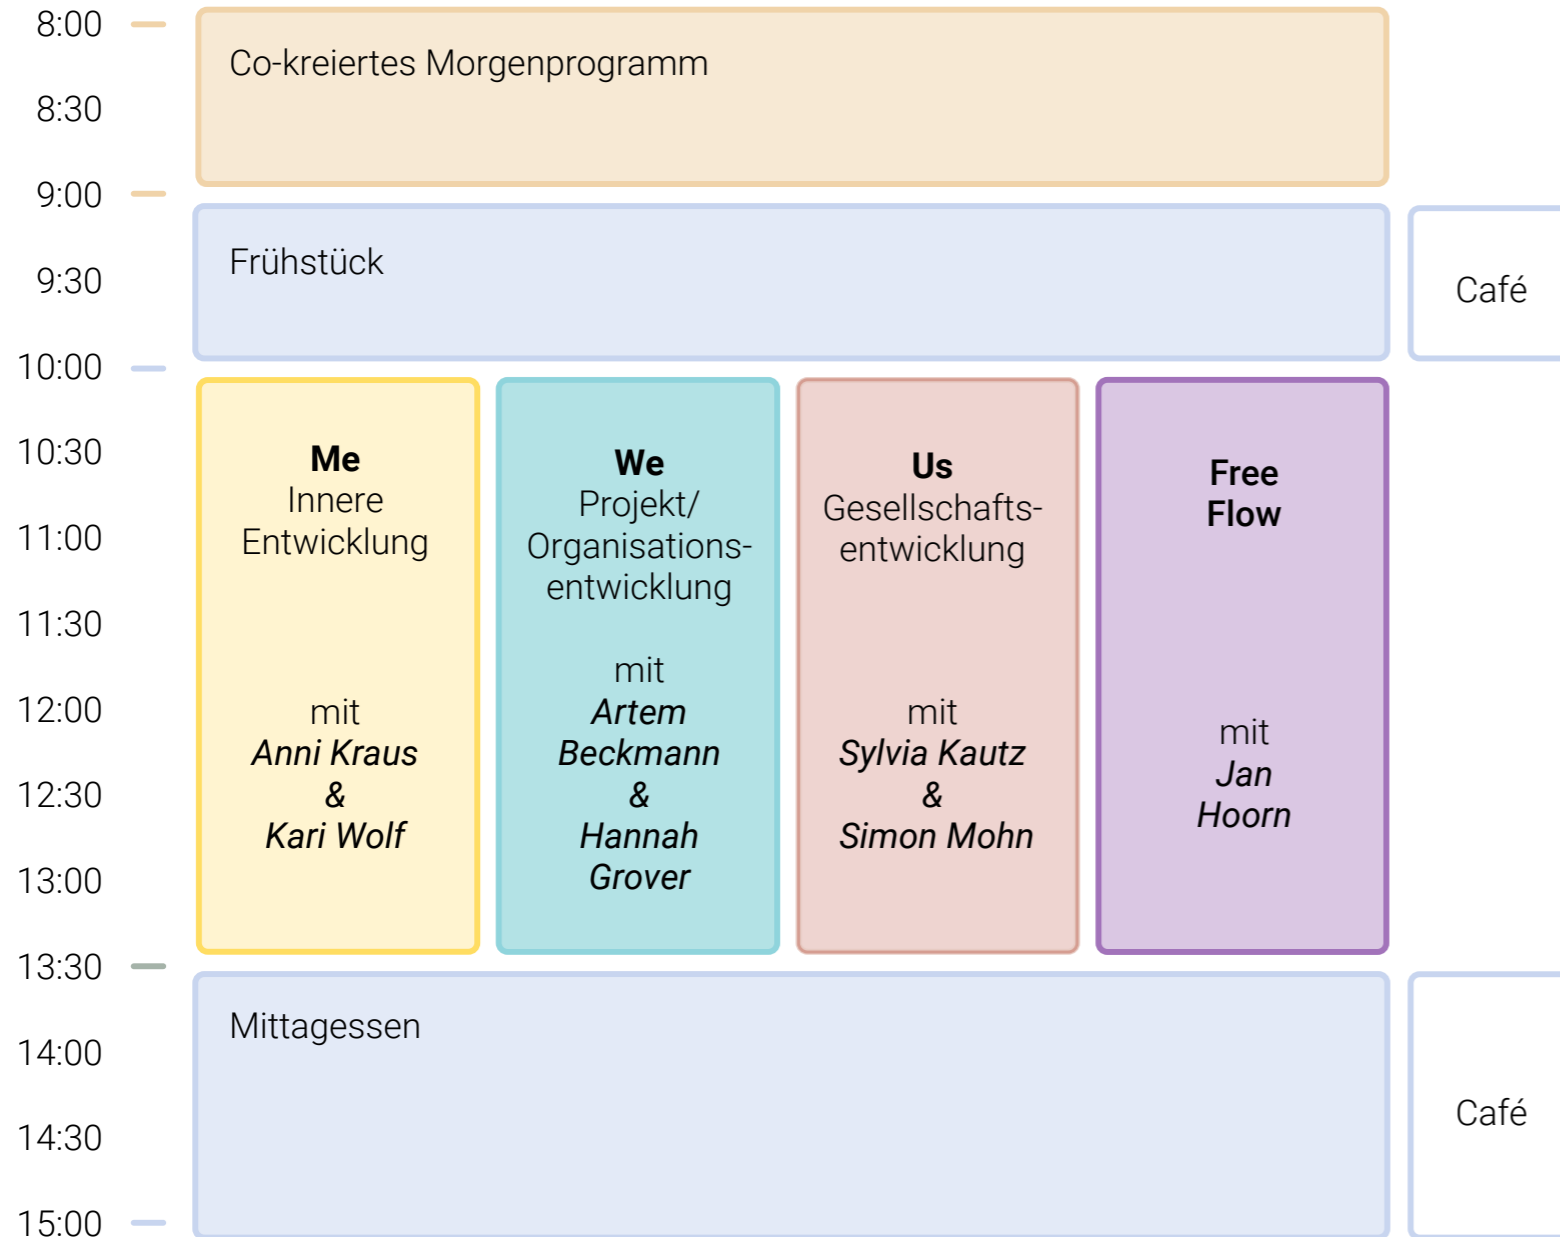 8:00
Co-kreiertes Morgenprogramm
8:30
9:00
Frühstück
9:30
Café
10:00
10:30
11:00
11:30
12:00
12:30
13:00
Me
Innere
Entwicklung
mit
Anni Kraus
&
Kari Wolf
We
Projekt/
Organisations-
entwicklung
mit
Artem
Beckmann
&
Hannah
Grover
Us
Gesellschafts-
entwicklung
mit
Sylvia Kautz
&
Simon Mohn
Free
Flow
mit
Jan
Hoorn
13:30
Mittagessen
14:00
Café
14:30
15:00